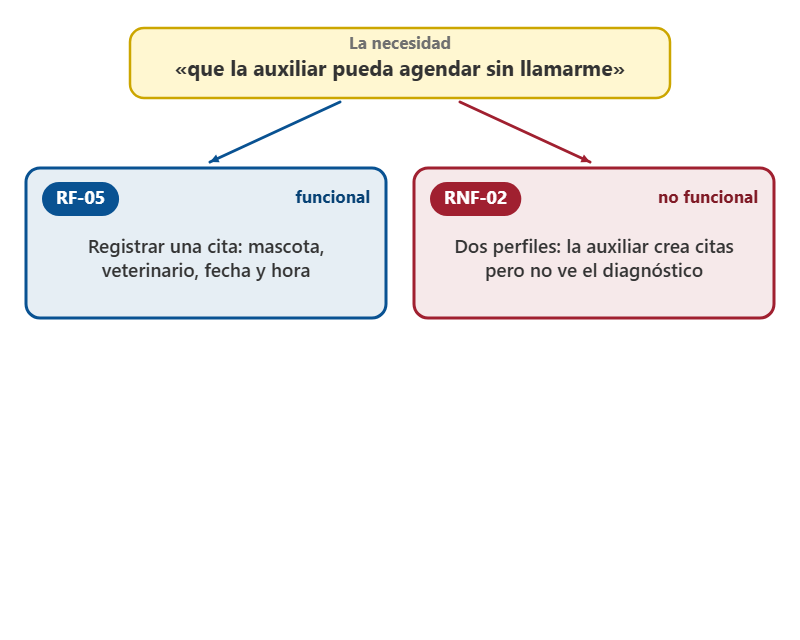 La necesidad
«que la auxiliar pueda agendar sin llamarme»
RF-05
funcional
Registrar una cita: mascota,
veterinario, fecha y hora
RNF-02
no funcional
Dos perfiles: la auxiliar crea citas
pero no ve el diagnóstico